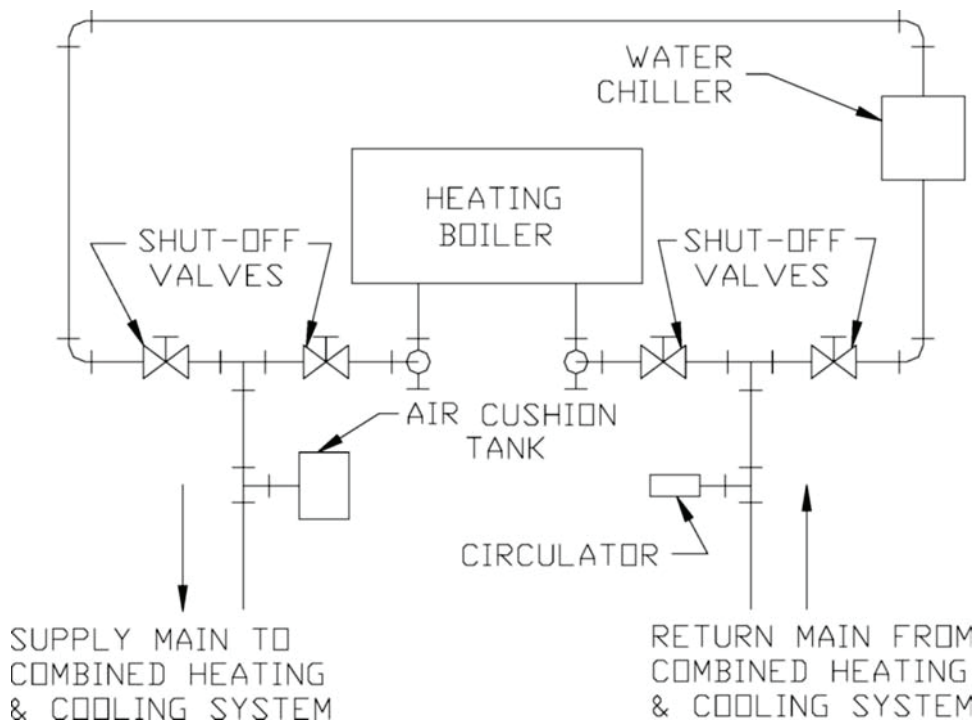 WATER
CHILLER
HEATING
BOILER
SHUT-OFF
VALVES
SHUT-OFF
VALVES
AIR CUSHION
TANK
CIRCULATOR
SUPPLY MAIN TO
COMBINED HEATING
& COOLING SYSTEM
RETURN MAIN FROM
COMBINED HEATING
& COOLING SYSTEM